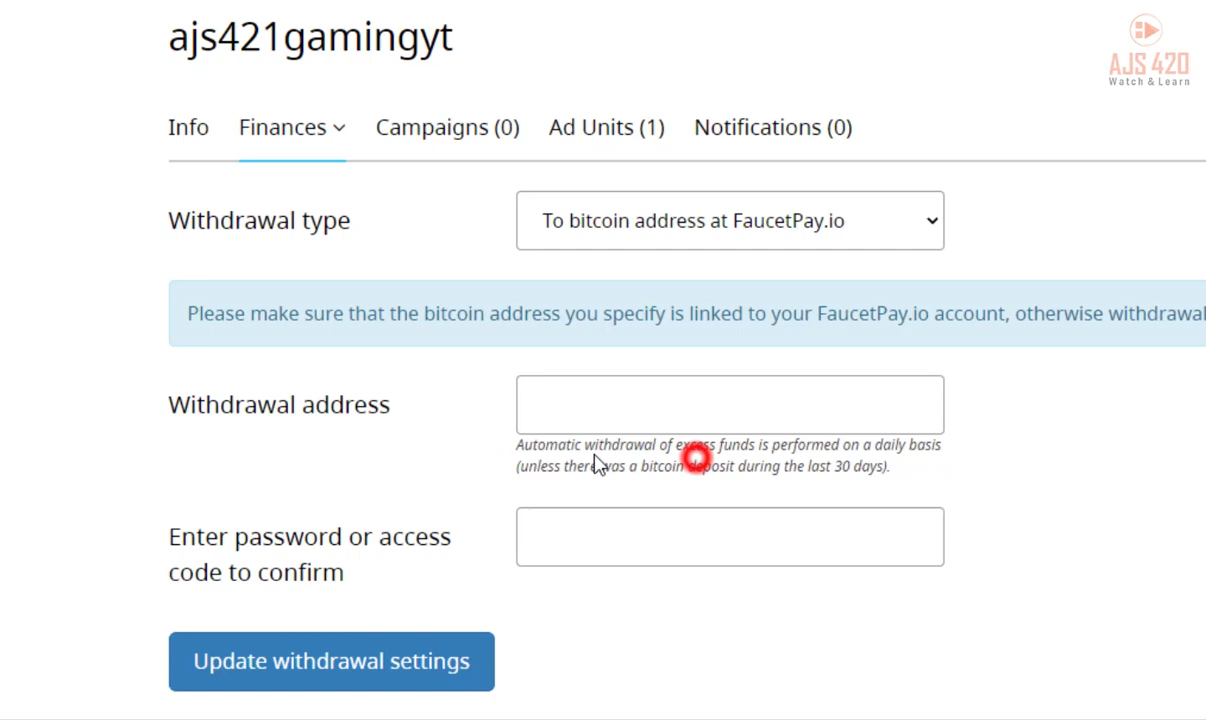 ajs421gamingyt
AJS 420
Watch & Learn
Info Finances Campaigns (0) Ad Units (1) Notifications (0)
Withdrawal type
To bitcoin address at FaucetPay.io
Please make sure that the bitcoin address you specify is linked to your FaucetPay.io account, otherwise withdrawal
Withdrawal address
Automatic withdrawal of excess funds is performed on a daily basis
(unless there was a bitcoin deposit during the last 30 days).
Enter password or access
code to confirm
Update withdrawal settings